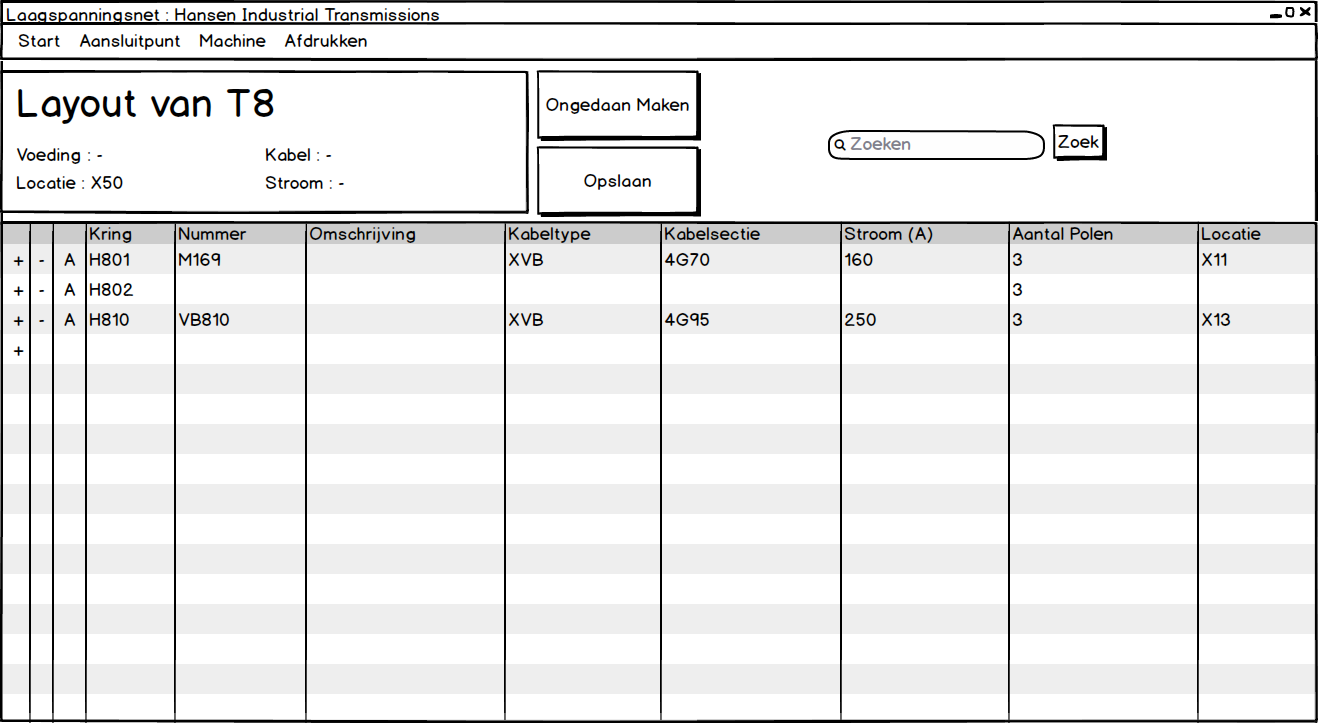 Laagspanningsnet : Hansen Industrial Transmissions
Start Aansluitpunt Machine Afdrukken
Layout van T8
Voeding : - Kabel : -
Locatie : X50 Stroom : -
Ongedaan Maken
Opslaan
Zoeken Zoek
Kring Nummer Omschrijving Kabeltype Kabelsectie Stroom (A) Aantal Polen Locatie
+ - A H801 M169 XVB 4G70 160 3 X11
+ - A H802 3
+ - A H810 VB810 XVB 4G95 250 3 X13
+